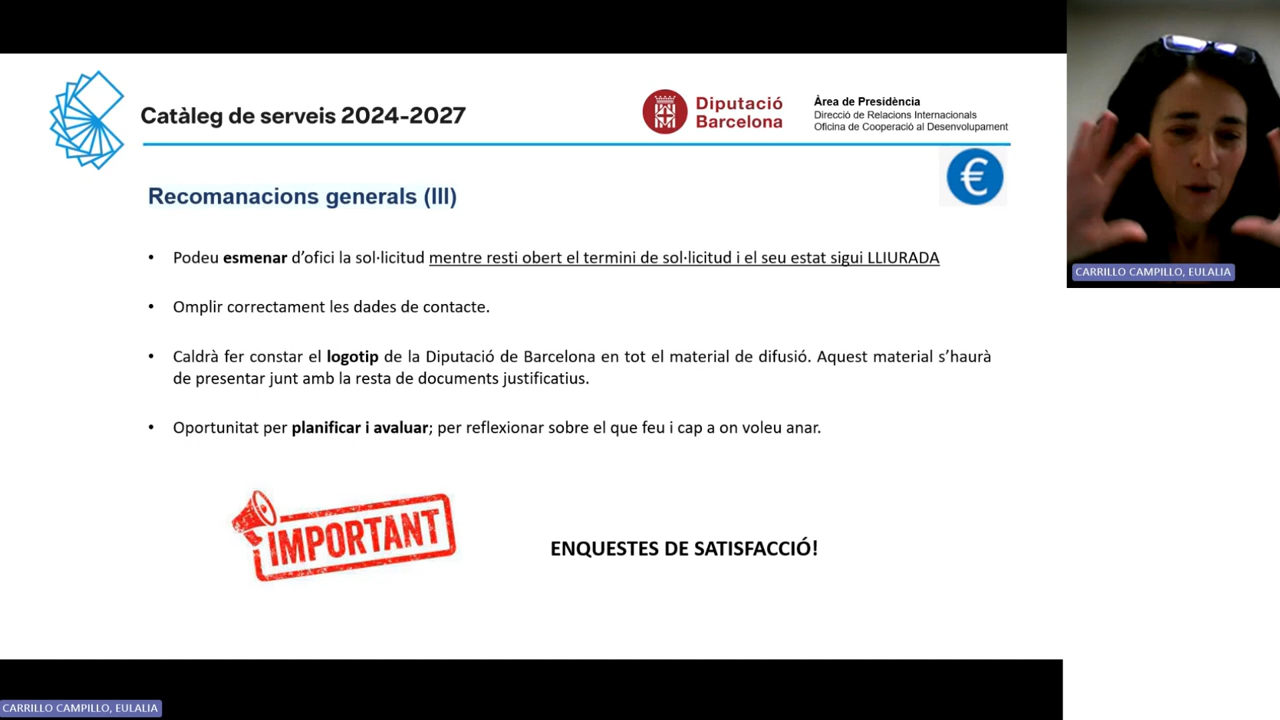 Catàleg de serveis 2024-2027
Diputació
Barcelona
Àrea de Presidència
Direcció de Relacions Internacionals
Oficina de Cooperació al Desenvolupament
€
Recomanacions generals (III)
• Podeu esmenar d’ofici la sol·licitud mentre resti obert el termini de sol·licitud i el seu estat sigui LLIURADA
• Omplir correctament les dades de contacte.
• Caldrà fer constar el logotip de la Diputació de Barcelona en tot el material de difusió. Aquest material s’haurà
de presentar junt amb la resta de documents justificatius.
• Oportunitat per planificar i avaluar; per reflexionar sobre el que feu i cap a on voleu anar.
IMPORTANT
ENQUESTES DE SATISFACCIÓ!
CARRILLO CAMPILLO, EULALIA
CARRILLO CAMPILLO, EULALIA